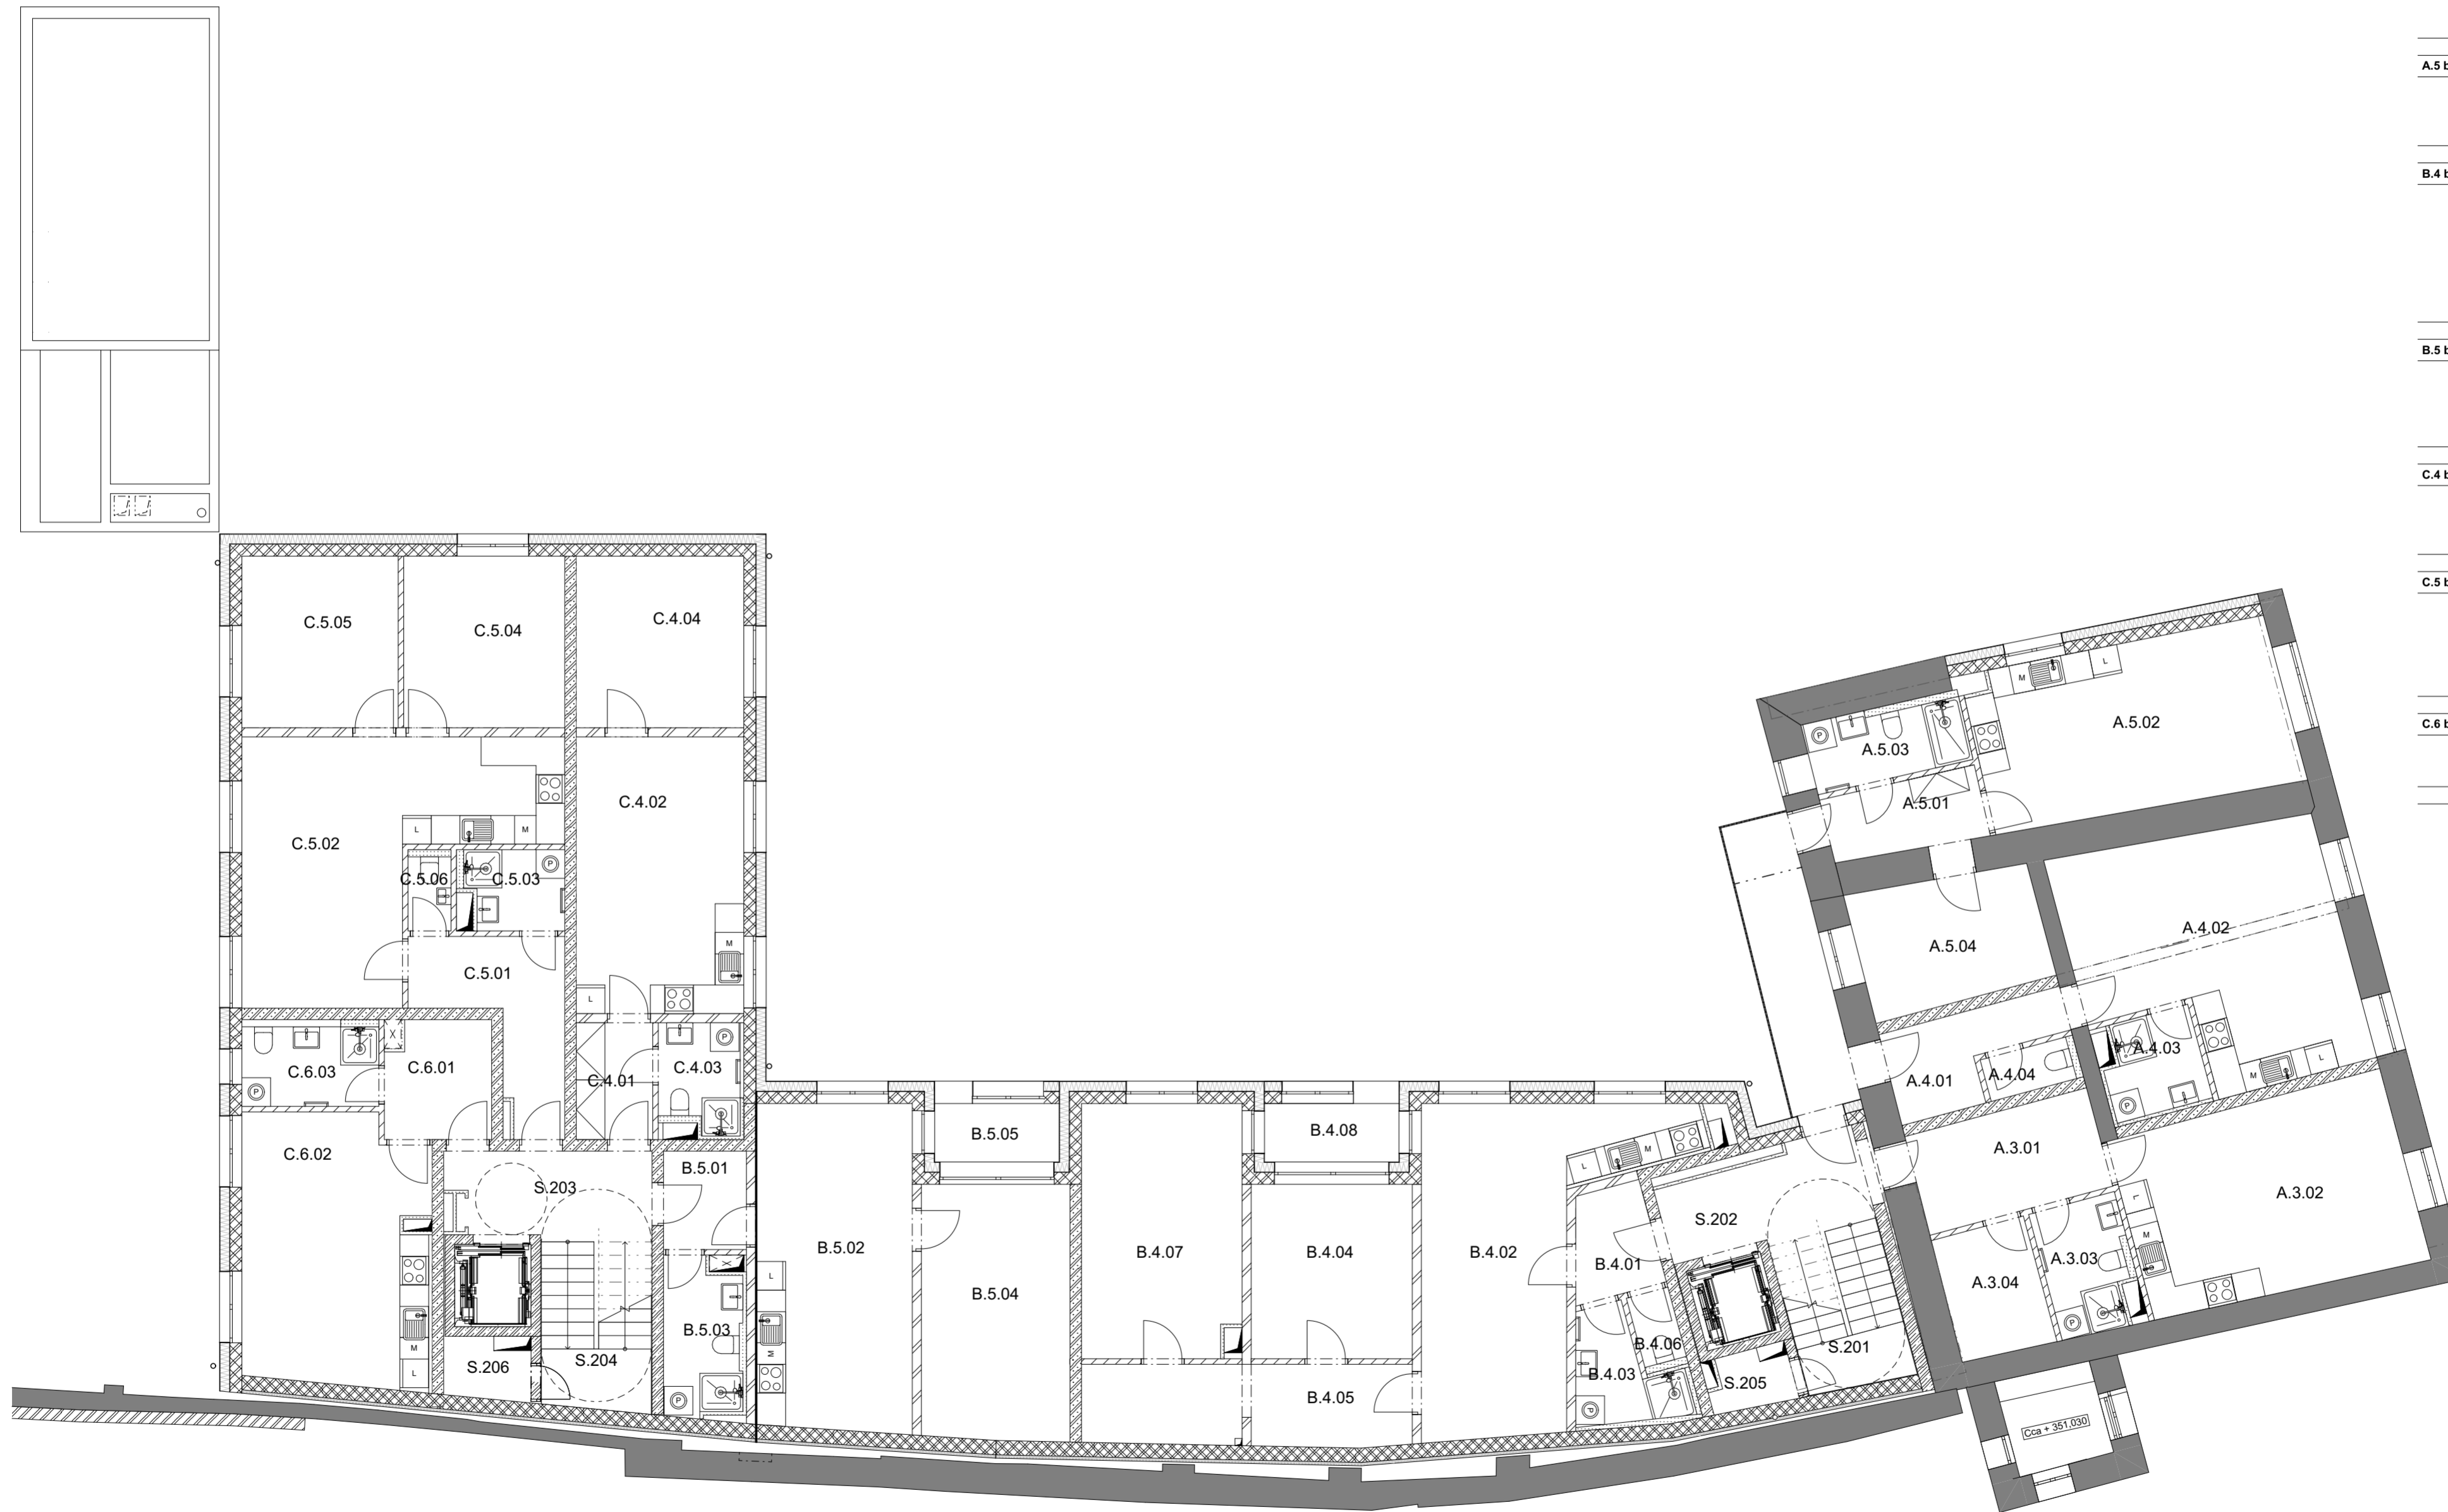 A.5 b
B.4 b
B.5 b
C.4 b
C.5 b
C.6 b
C.5.05
C.5.04
C.4.04
C.4.02
C.5.02
L
M
C.5.06
C.5.03
P
C.5.01
M
L
C.6.03
P
C.6.01
C.4.01
C.4.03
P
C.6.02
S.203
B.5.01
M
L
S.206
S.204
B.5.03
P
B.5.02
L
M
B.5.05
B.5.04
B.4.07
B.4.08
B.4.04
B.4.05
B.4.02
L
M
B.4.01
B.4.06
B.4.03
P
S.202
S.201
S.205
A.5.03
P
M
L
A.5.02
A.5.01
A.5.04
A.4.02
A.4.01
A.4.04
A.4.03
P
M
L
A.3.01
A.3.02
A.3.03
A.3.04
P
L
M
Cca + 351,030